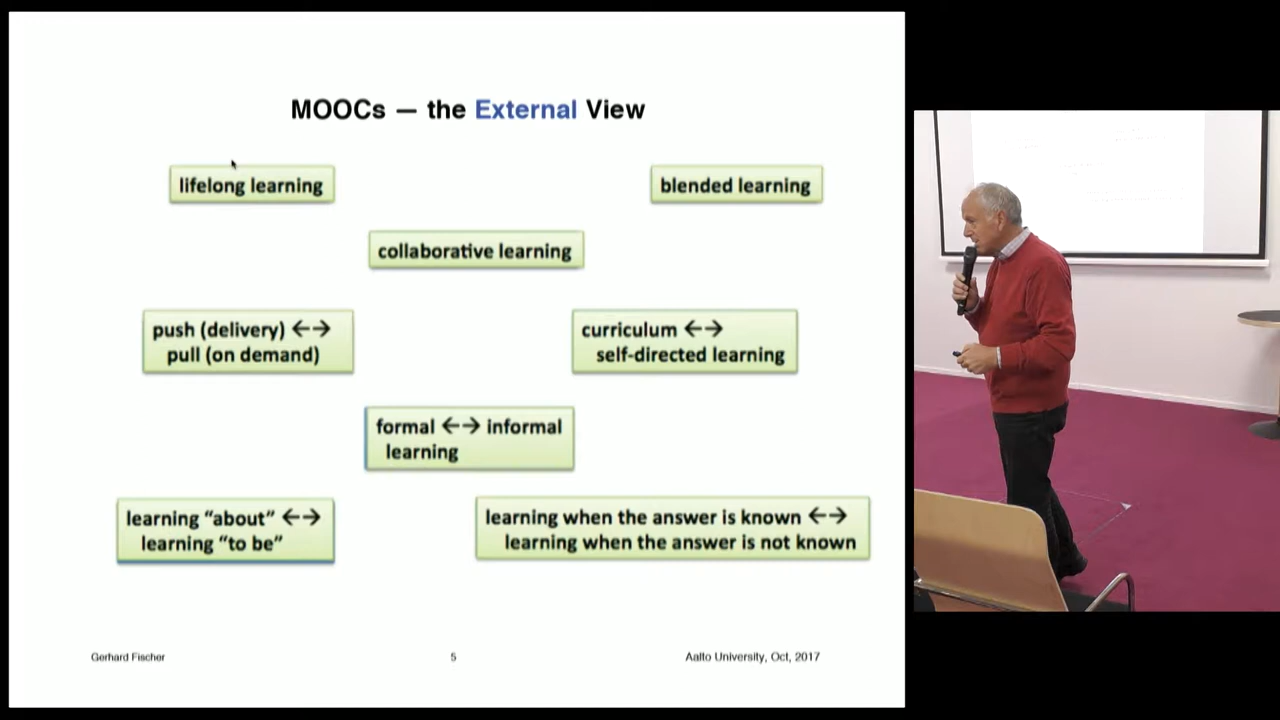 MOOCs — the External View
lifelong learning
blended learning
collaborative learning
push (delivery) ←→
pull (on demand)
curriculum ←→
self-directed learning
formal ←→ informal
learning
learning “about” ←→
learning “to be”
learning when the answer is known ←→
learning when the answer is not known
Gerhard Fischer
5
Aalto University, Oct, 2017